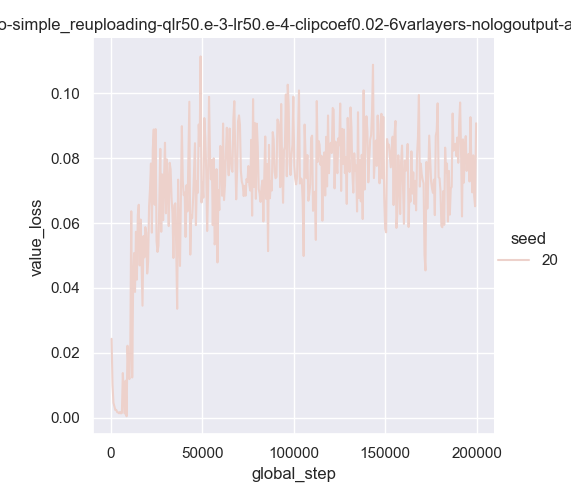 o-simple_reuploading-qlr50.e-3-lr50.e-4-clipcoef0.02-6varlayers-nologoutput-a
value_loss
0.10
0.08
0.06
0.04
0.02
0.00
0 50000 100000 150000 200000
global_step
seed
20